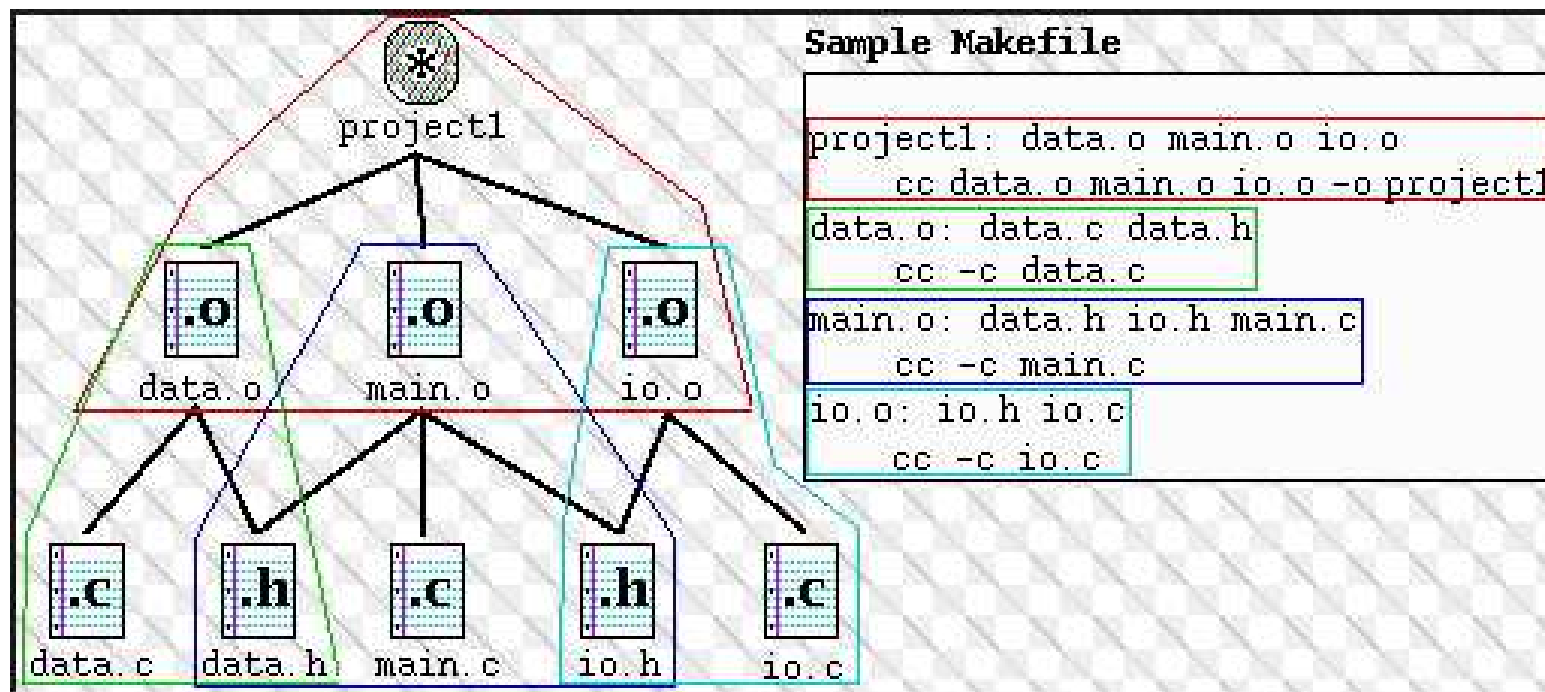 Sample Makefile
*
project1
project1: data.o main.o io.o
cc data.o main.o io.o -o project1
data.o: data.c data.h
cc -c data.c
main.o: data.h io.h main.c
cc -c main.c
io.o: io.h io.c
cc -c io.c
.o .o .o
data.o main.o io.o
.c .h .c .h .c
data.c data.h main.c io.h io.c